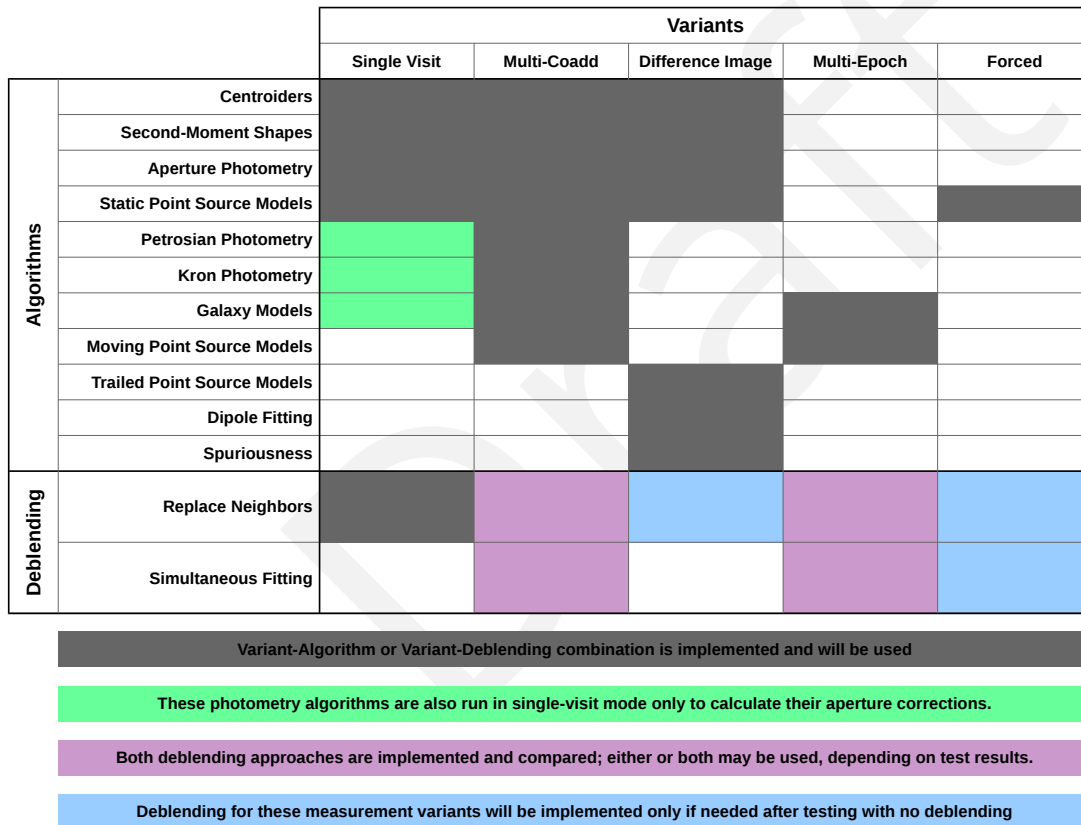 Variants
Single Visit Multi-Coadd Difference Image Multi-Epoch Forced
Algorithms
Centroiders
Second-Moment Shapes
Aperture Photometry
Static Point Source Models
Petrosian Photometry
Kron Photometry
Galaxy Models
Moving Point Source Models
Trailed Point Source Models
Dipole Fitting
Spuriousness
Deblending
Replace Neighbors
Simultaneous Fitting
Variant-Algorithm or Variant-Deblending combination is implemented and will be used
These photometry algorithms are also run in single-visit mode only to calculate their aperture corrections.
Both deblending approaches are implemented and compared; either or both may be used, depending on test results.
Deblending for these measurement variants will be implemented only if needed after testing with no deblending
Draft